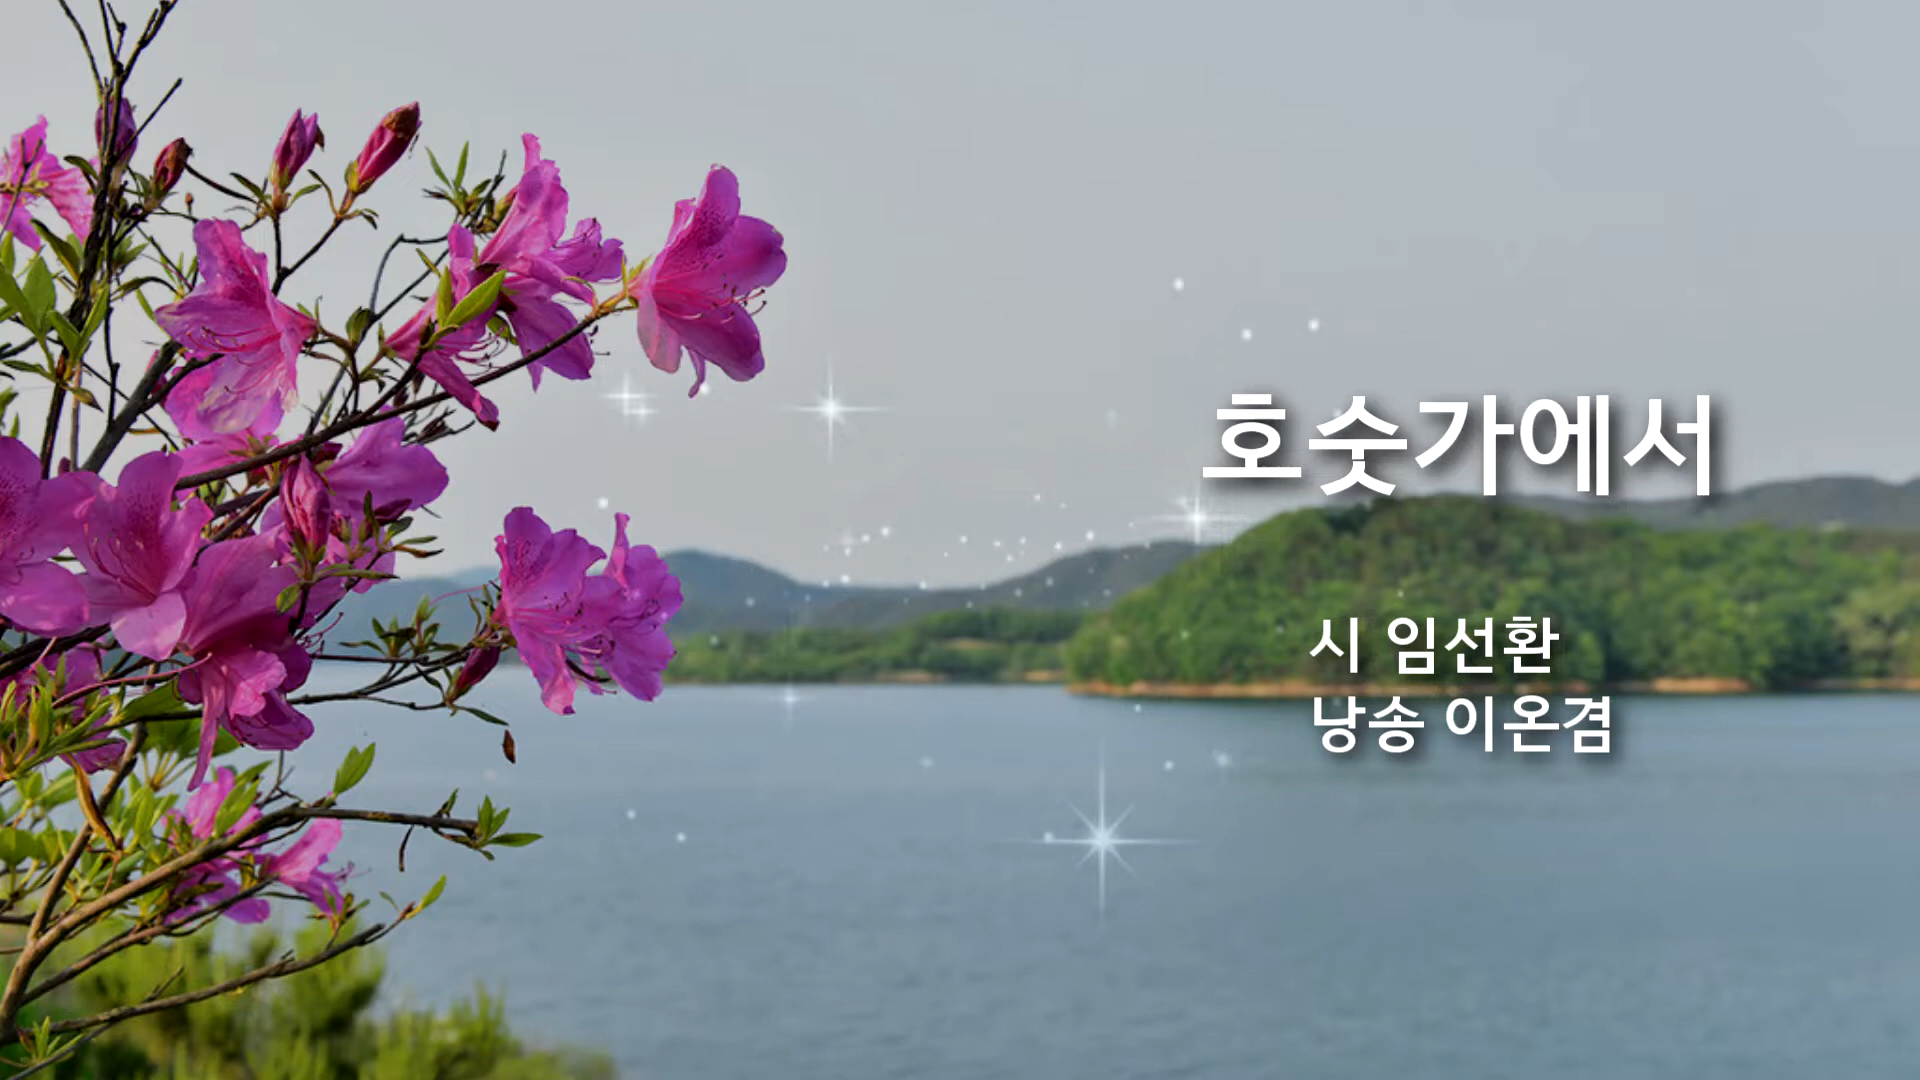 호숫가에서
시 임선환
낭송 이온겸